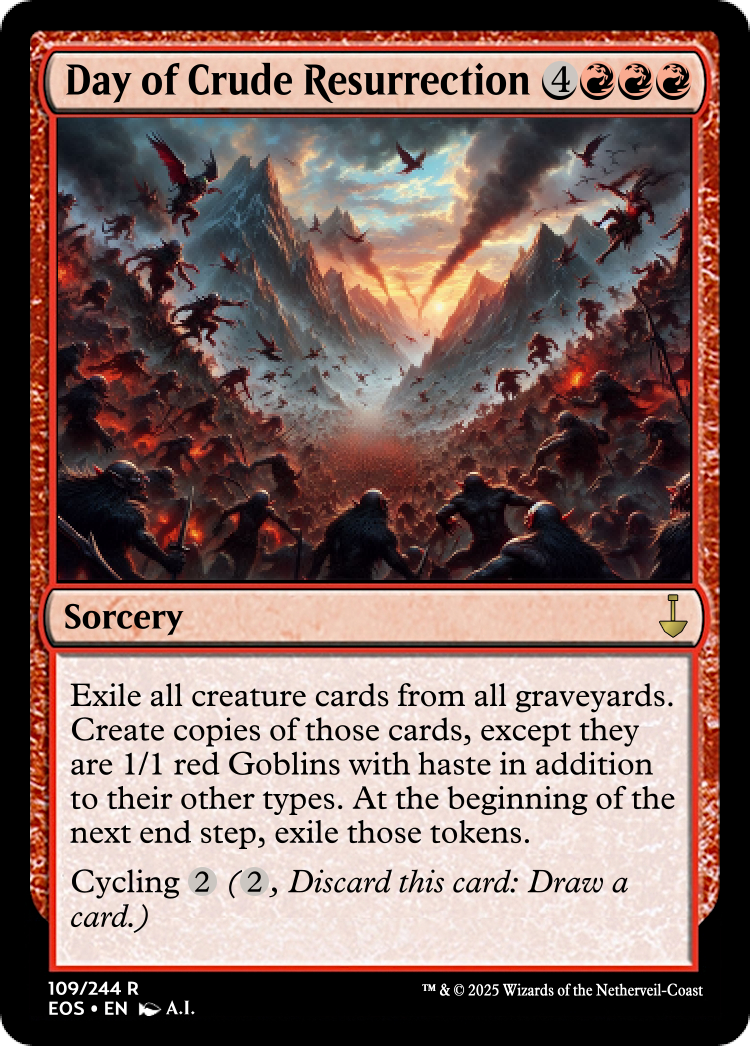 Day of Crude Resurrection 4
Sorcery
Exile all creature cards from all graveyards.
Create copies of those cards, except they
are 1/1 red Goblins with haste in addition
to their other types. At the beginning of the
next end step, exile those tokens.
Cycling 2 (2, Discard this card: Draw a
card.)
109/244 R
™ & © 2025 Wizards of the Netherveil-Coast
EOS • EN A.I.